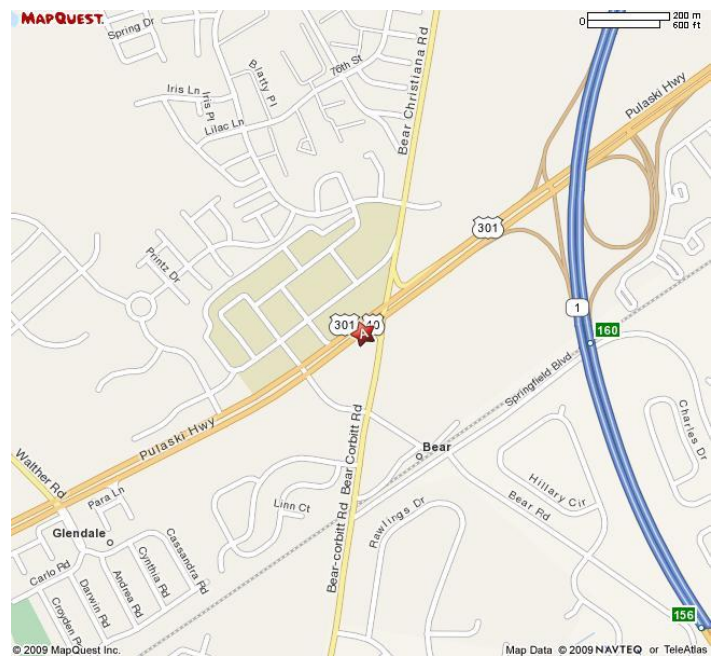 MAPQUEST
0
200 m
600 ft
Spring Dr
76th St
Blatty Pl
Iris Ln
Iris Pl
Lilac Ln
Bear Christiana Rd
Pulaski Hwy
301
Printz Dr
1
301
A
160
Springfield Blvd
Charles Dr
Pulaski Hwy
Bear Corbitt Rd
Bear
Walther Rd
Para Ln
Linn Ct
Hillary Cir
Bear Rd
Rawlings Dr
Bear-corbitt Rd
Glendale
Cassandra Rd
Cynthia Rd
Andrea Rd
Darwin Rd
Croyden Rd
Carlo Rd
156
© 2009 MapQuest Inc.
Map Data © 2009 NAVTEQ or TeleAtlas